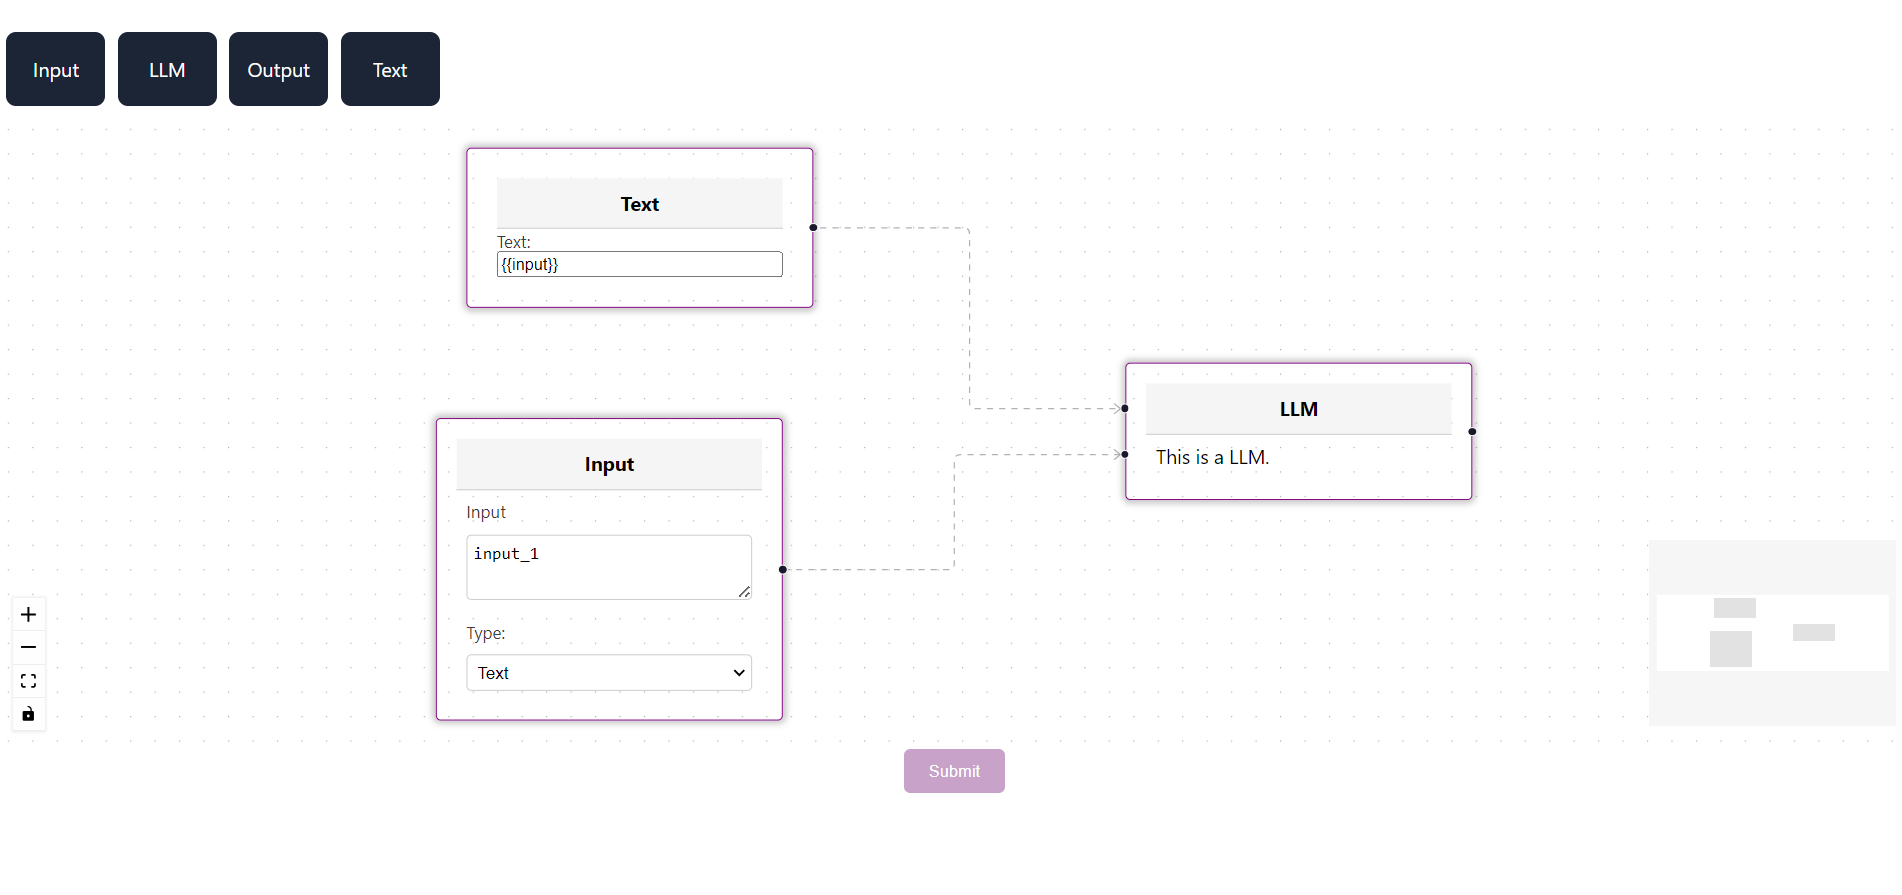 Input
LLM
Output
Text
Text
Text:
{{input}}
Input
Input
input_1
Type:
Text
LLM
This is a LLM.
Submit